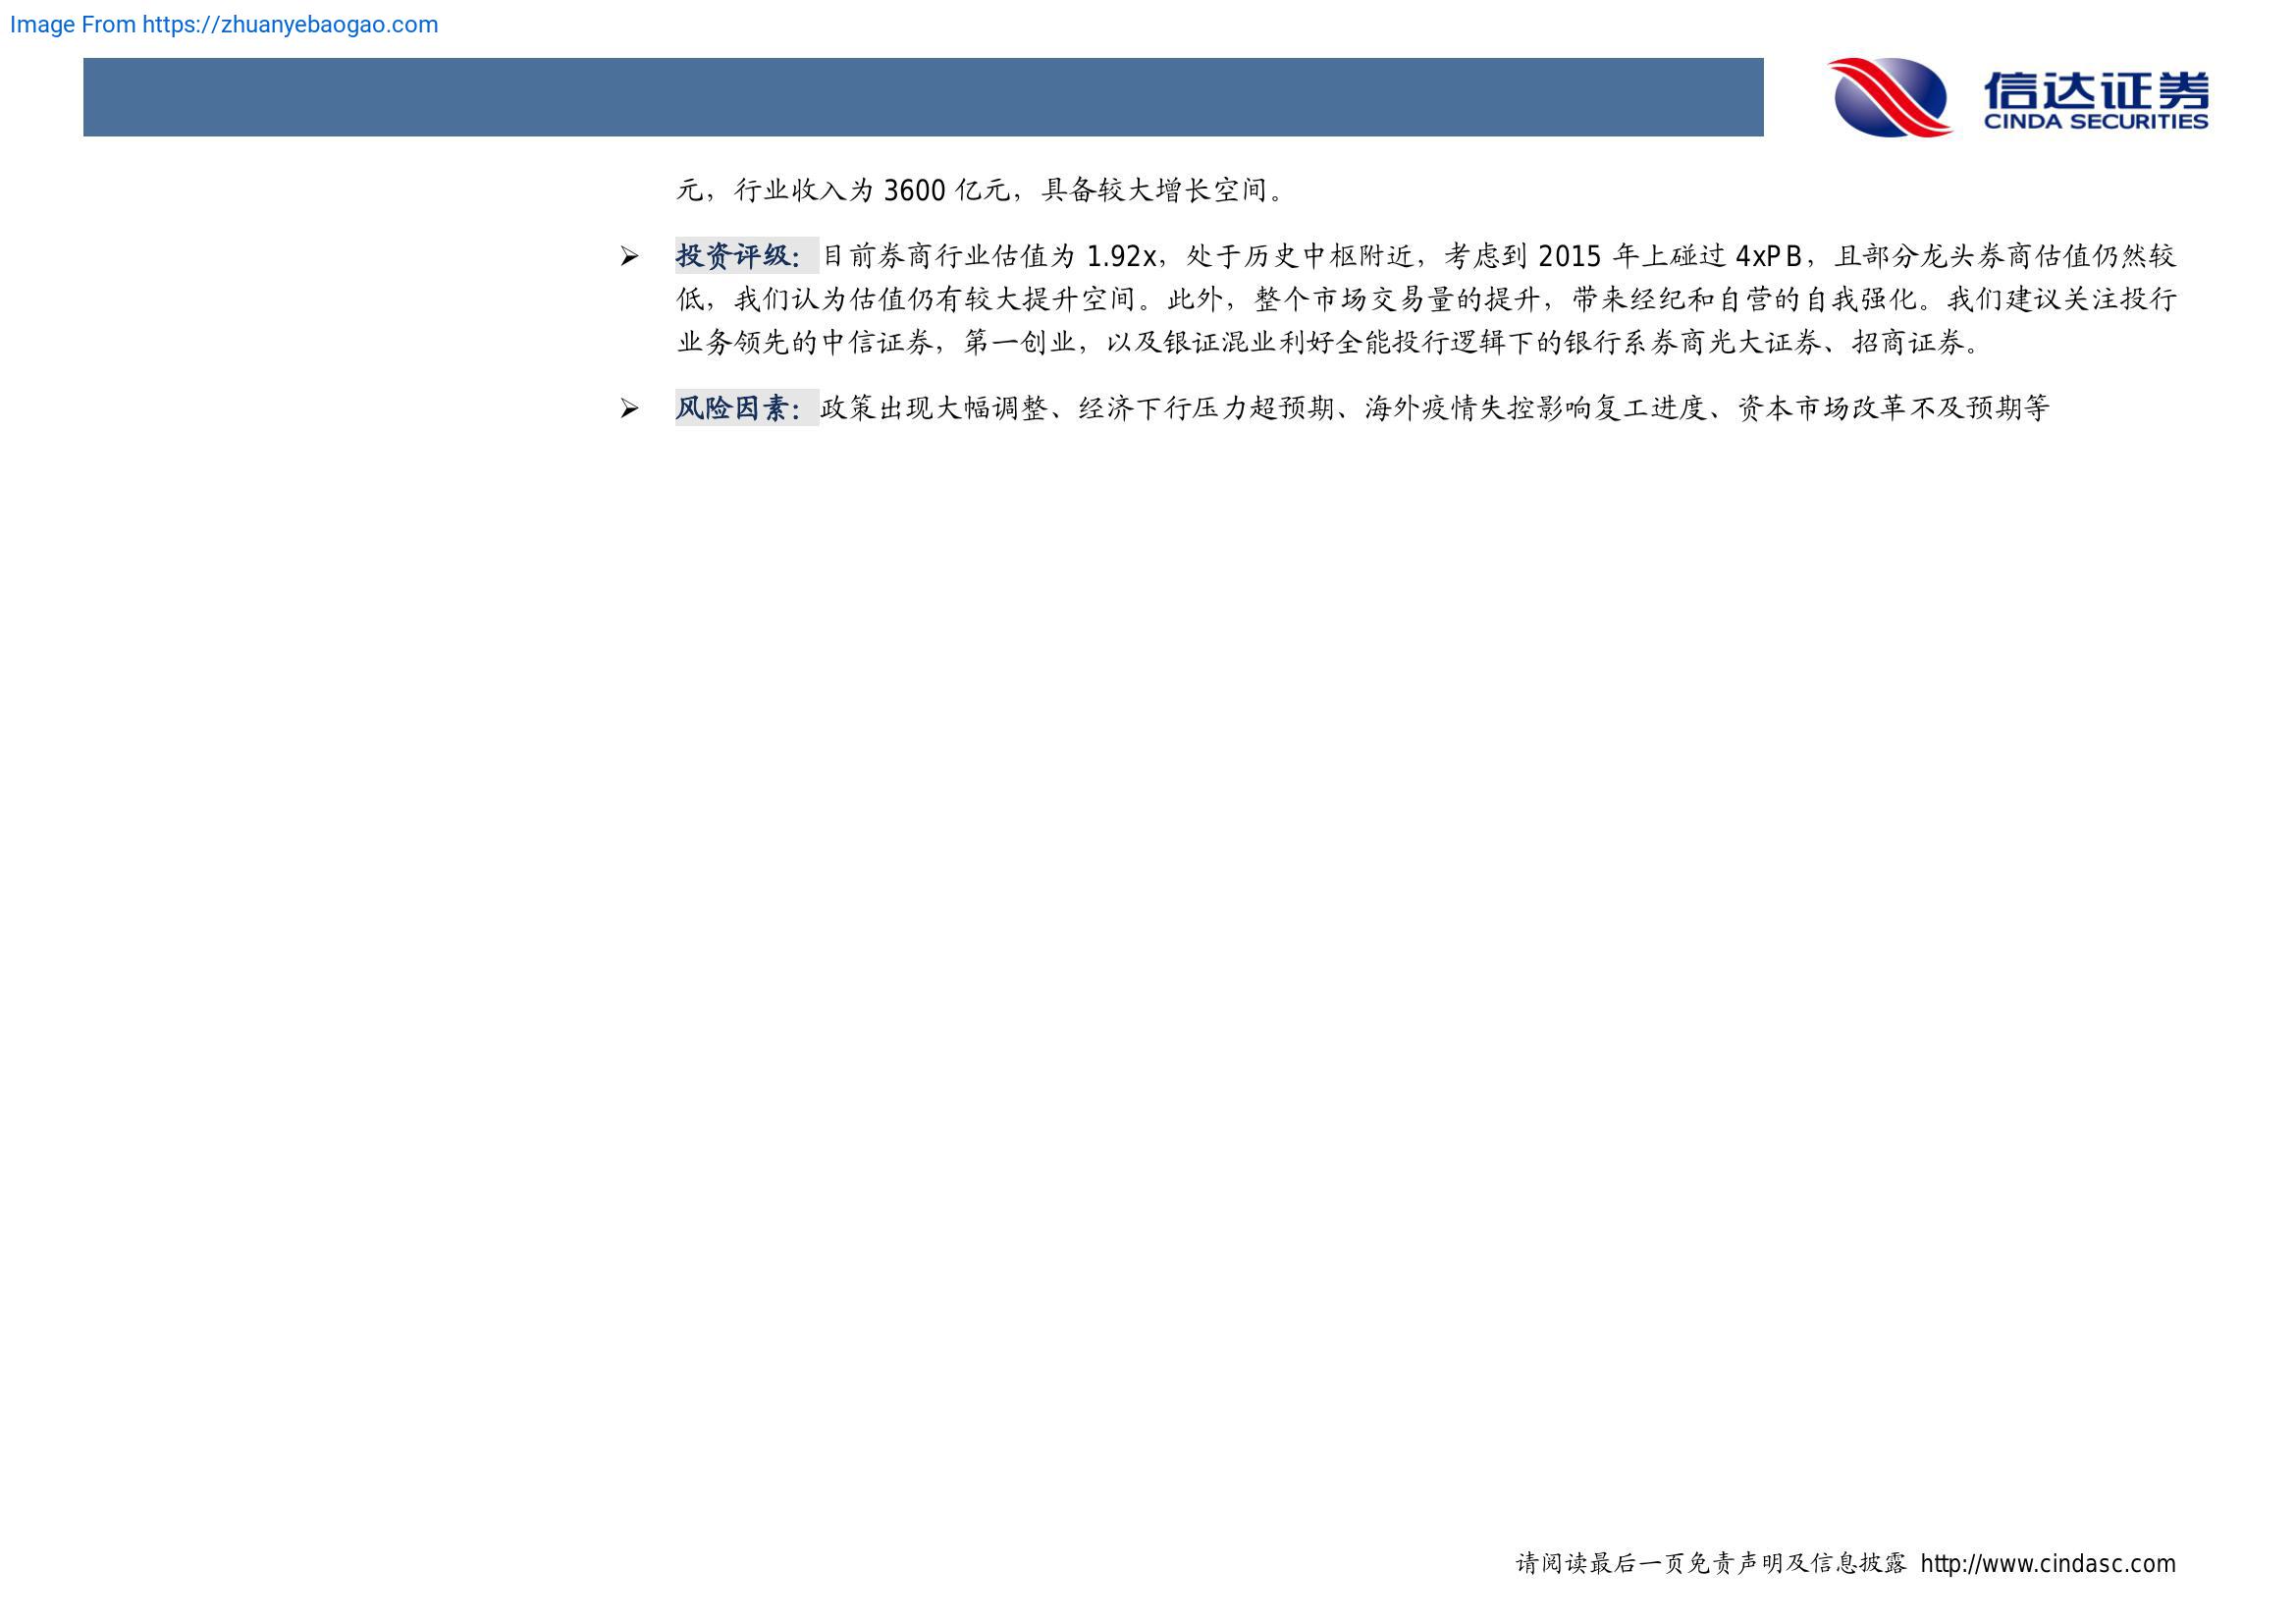 Image From https://zhuanyebaogao.com
信达证券
CINDA SECURITIES
元，行业收入为 3600 亿元，具备较大增长空间。
➢ 投资评级：目前券商行业估值为 1.92x，处于历史中枢附近，考虑到 2015 年上碰过 4xPB，且部分龙头券商估值仍然较
低，我们认为估值仍有较大提升空间。此外，整个市场交易量的提升，带来经纪和自营的自我强化。我们建议关注投行
业务领先的中信证券，第一创业，以及银证混业利好全能投行逻辑下的银行系券商光大证券、招商证券。
➢ 风险因素：政策出现大幅调整、经济下行压力超预期、海外疫情失控影响复工进度、资本市场改革不及预期等
请阅读最后一页免责声明及信息披露 http://www.cindasc.com